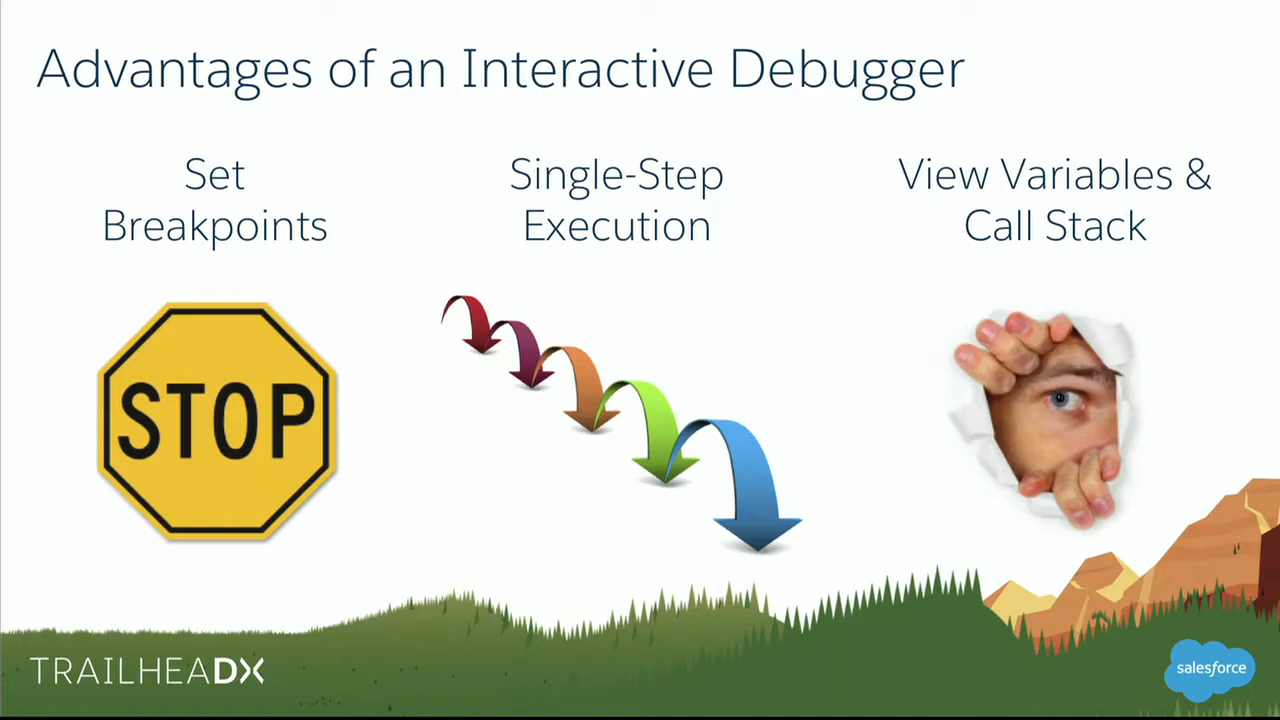 Advantages of an Interactive Debugger
Set
Breakpoints
Single-Step
Execution
View Variables &
Call Stack
STOP
TRAILHEADX
salesforce